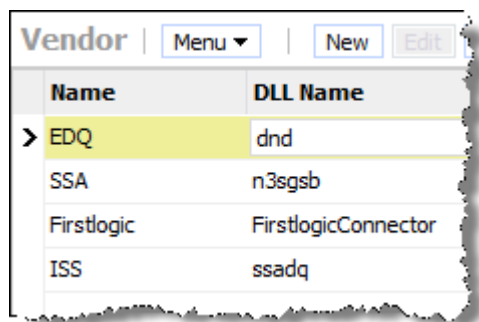 Vendor | Menu ▼ | New Edit
Name DLL Name
EDQ dnd
SSA n3sgsb
Firstlogic FirstlogicConnector
ISS ssadq